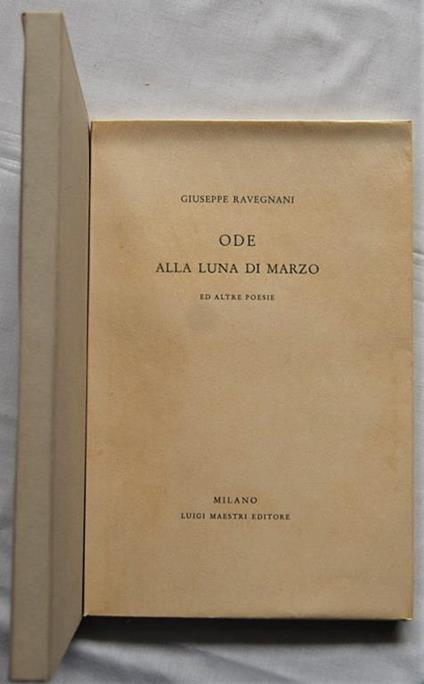 GIUSEPPE RAVEGNANI
ODE
ALLA LUNA DI MARZO
ED ALTRE POESIE
MILANO
LUIGI MAESTRI EDITORE